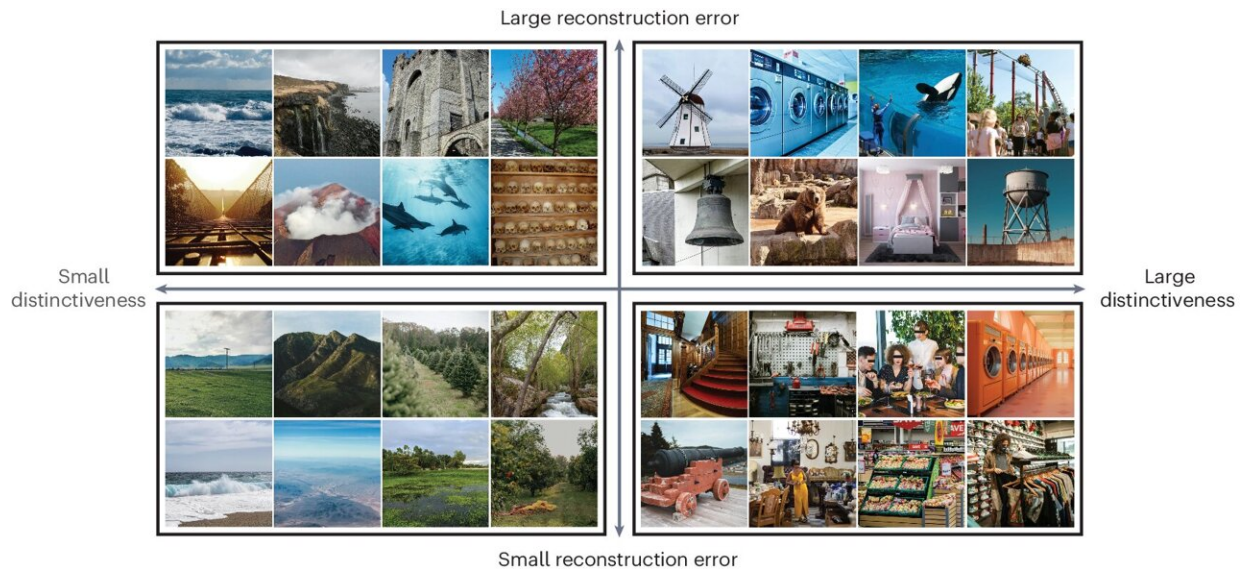 Large reconstruction error
Small
distinctiveness
Large
distinctiveness
Small reconstruction error